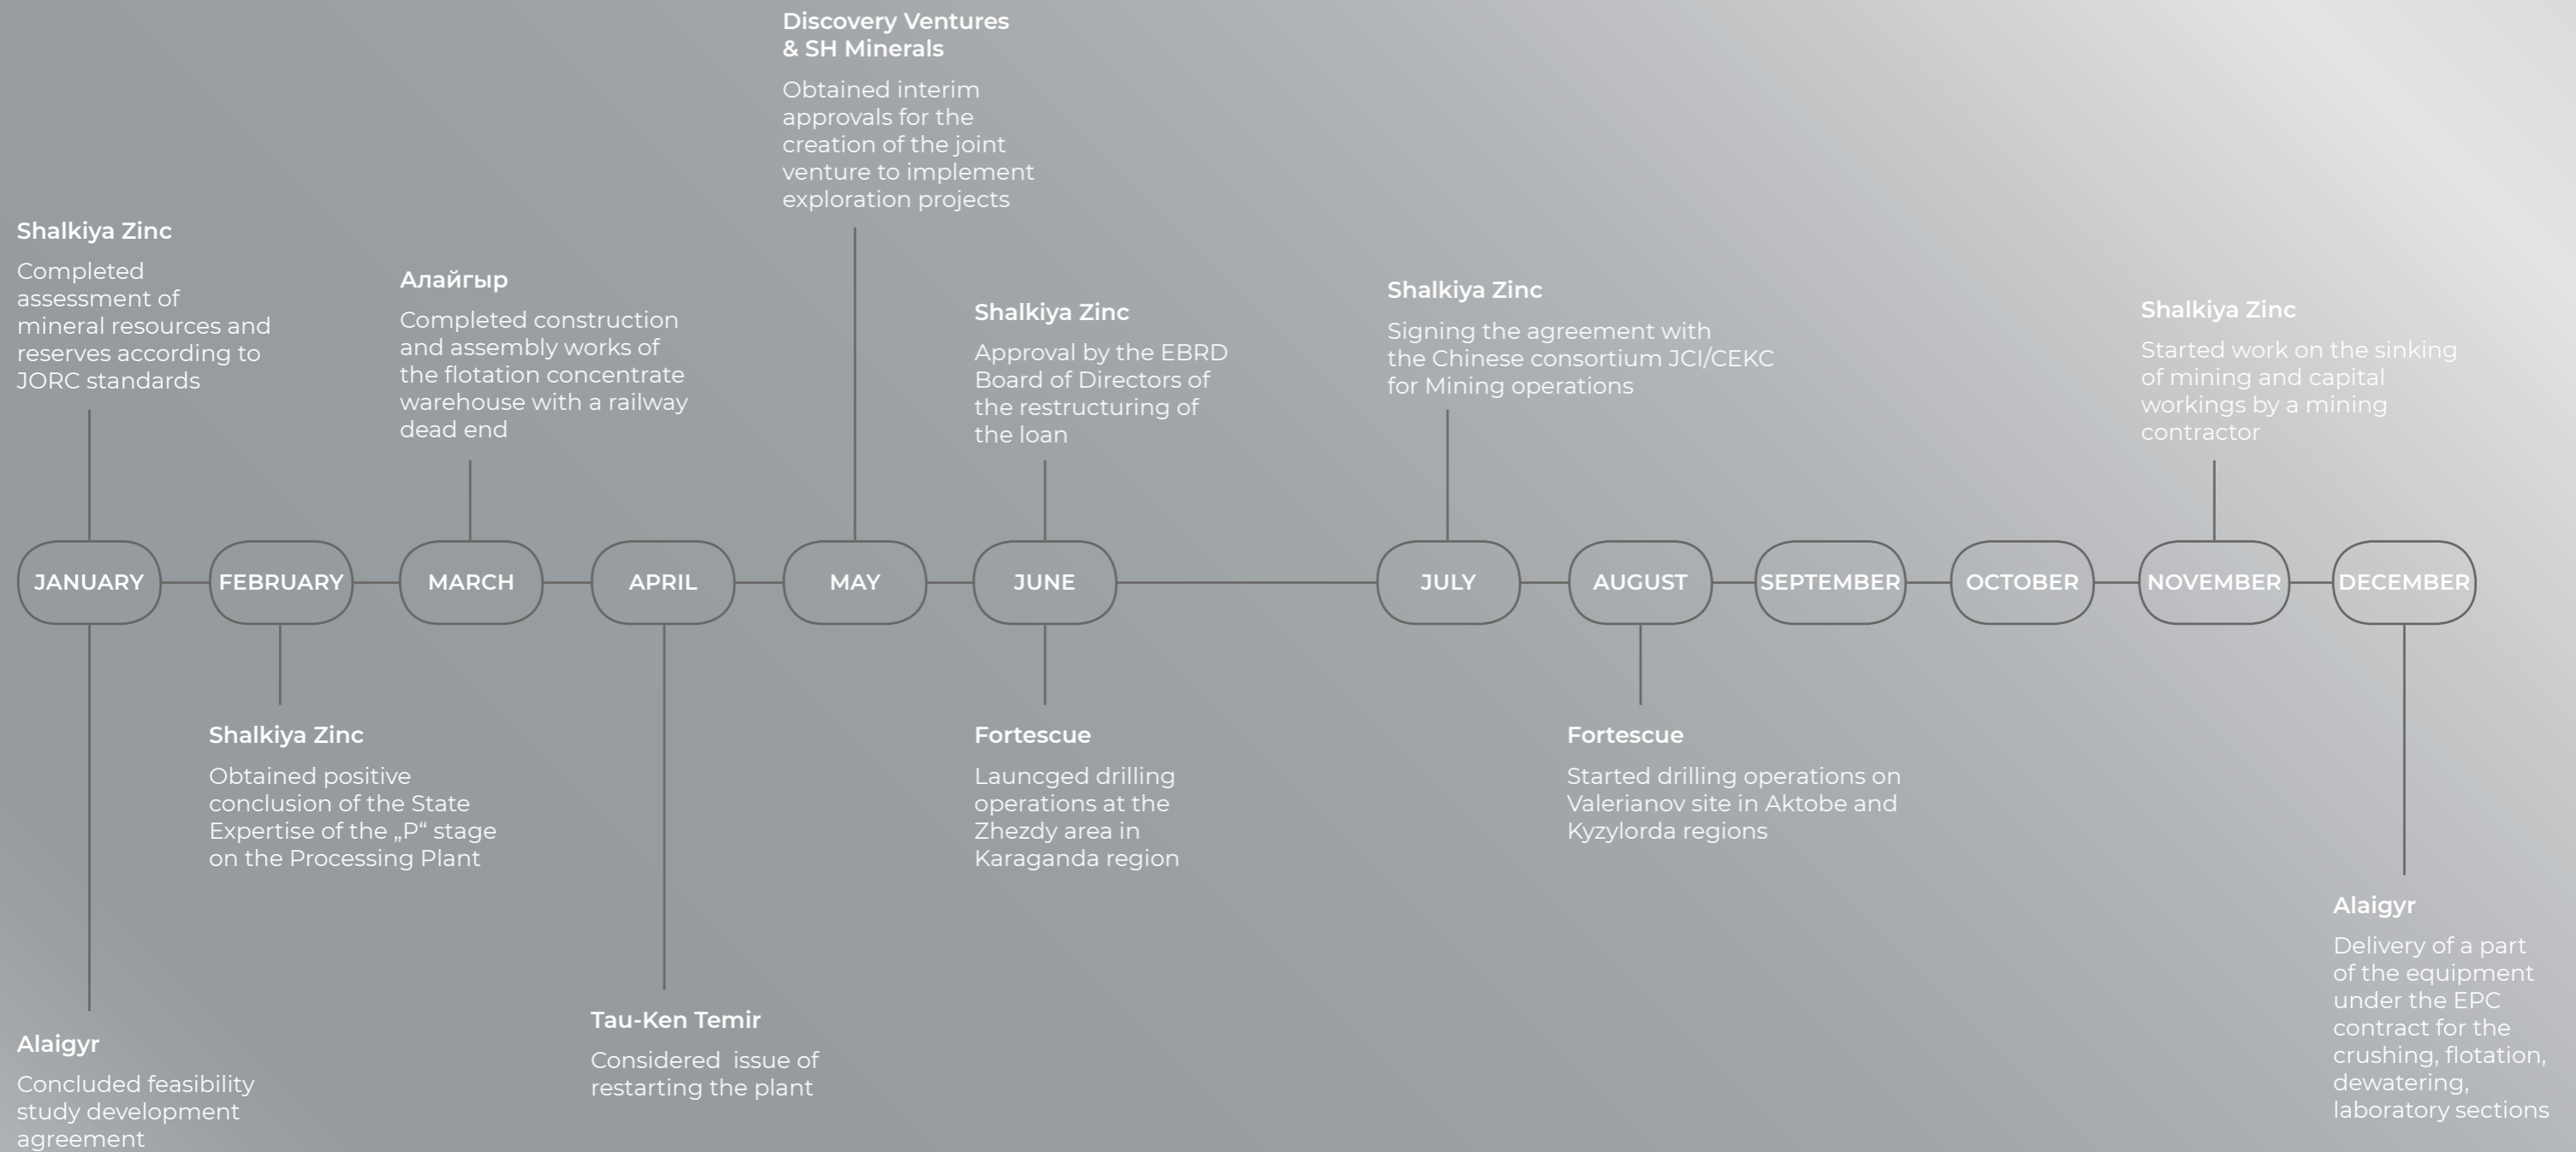 Discovery Ventures
& SH Minerals
Obtained interim
approvals for the
creation of the joint
venture to implement
exploration projects
Shalkiya Zinc
Completed
assessment of
mineral resources and
reserves according to
JORC standards
Алайгыр
Completed construction
and assembly works of
the flotation concentrate
warehouse with a railway
dead end
Shalkiya Zinc
Approval by the EBRD
Board of Directors of
the restructuring of
the loan
Shalkiya Zinc
Signing the agreement with
the Chinese consortium JCI/CEKC
for Mining operations
Shalkiya Zinc
Started work on the sinking
of mining and capital
workings by a mining
contractor
JANUARY
FEBRUARY
MARCH
APRIL
MAY
JUNE
JULY
AUGUST
SEPTEMBER
OCTOBER
NOVEMBER
DECEMBER
Shalkiya Zinc
Obtained positive
conclusion of the State
Expertise of the „P“ stage
on the Processing Plant
Fortescue
Launcged drilling
operations at the
Zhezdy area in
Karaganda region
Fortescue
Started drilling operations on
Valerianov site in Aktobe and
Kyzylorda regions
Alaigyr
Delivery of a part
of the equipment
under the EPC
contract for the
crushing, flotation,
dewatering,
laboratory sections
Tau-Ken Temir
Considered  issue of
restarting the plant
Alaigyr
Concluded feasibility
study development
agreement